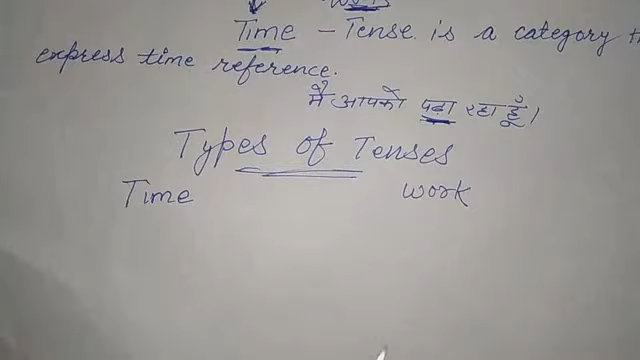 Time - Tense is a category
express time reference.
मैं आपको पढ़ा रहा हूँ।
Types of Tenses
Time work